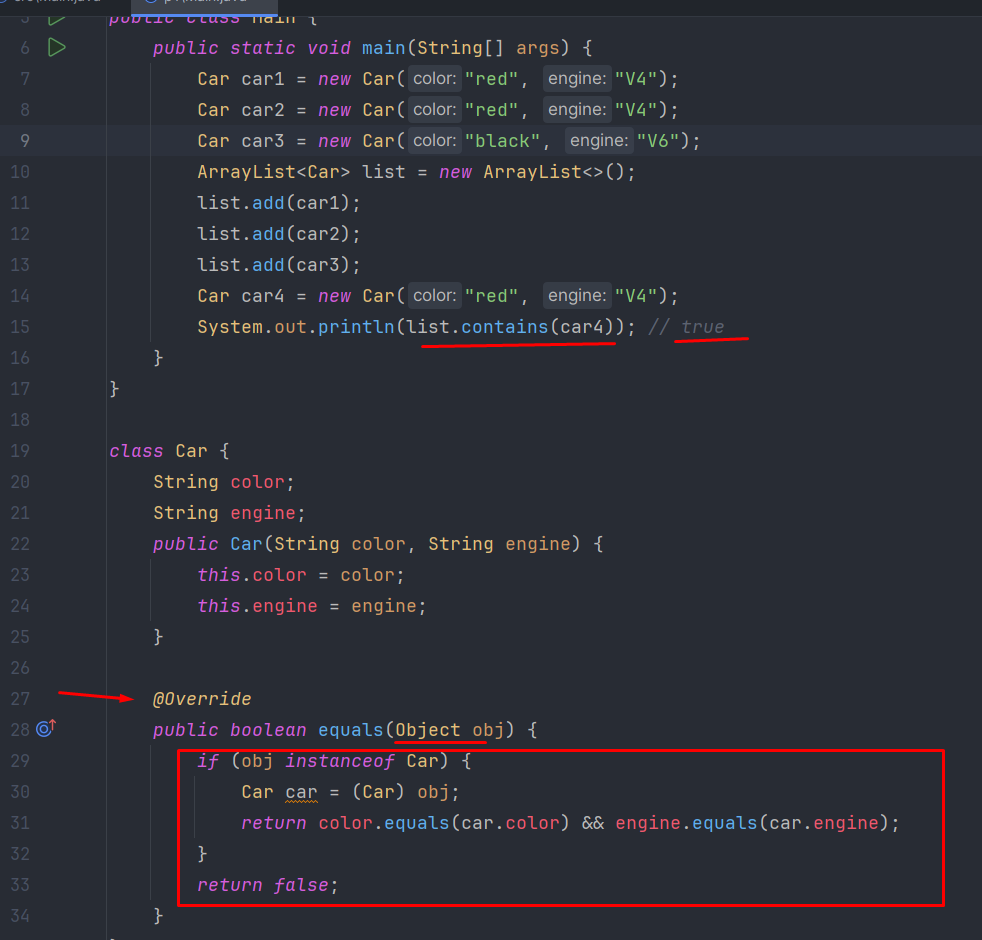 5 public class Main {
6 public static void main(String[] args) {
7 Car car1 = new Car( color: "red", engine: "V4");
8 Car car2 = new Car( color: "red", engine: "V4");
9 Car car3 = new Car( color: "black", engine: "V6");
10 ArrayList<Car> list = new ArrayList<>();
11 list.add(car1);
12 list.add(car2);
13 list.add(car3);
14 Car car4 = new Car( color: "red", engine: "V4");
15 System.out.println(list.contains(car4)); // true
16 }
17 }
18
19 class Car {
20 String color;
21 String engine;
22 public Car(String color, String engine) {
23 this.color = color;
24 this.engine = engine;
25 }
26
27 @Override
28 public boolean equals(Object obj) {
29 if (obj instanceof Car) {
30 Car car = (Car) obj;
31 return color.equals(car.color) && engine.equals(car.engine);
32 }
33 return false;
34 }